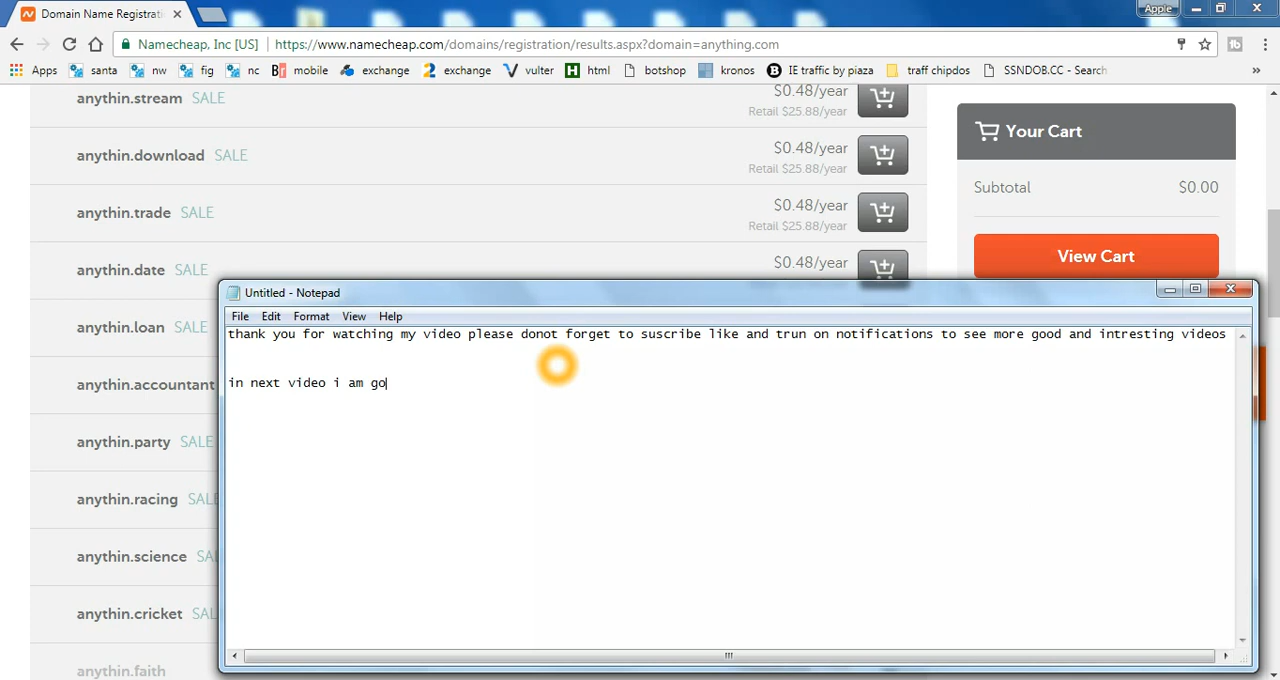 Domain Name Registrati
Apple
Namecheap, Inc [US] https://www.namecheap.com/domains/registration/results.aspx?domain=anything.com
Apps santa nw fig nc mobile exchange exchange vulter html botshop kronos IE traffic by piaza traff chipdos SSNDOB.CC - Search »
anythin.stream SALE $0.48/year
Retail $25.88/year
anythin.download SALE $0.48/year
Retail $25.88/year
anythin.trade SALE $0.48/year
Retail $25.88/year
anythin.date SALE $0.48/year
anythin.loan SALE
anythin.accountant
anythin.party SALE
anythin.racing SALE
anythin.science SAL
anythin.cricket SAL
anythin.faith
Your Cart
Subtotal $0.00
View Cart
Untitled - Notepad
File Edit Format View Help
thank you for watching my video please donot forget to suscribe like and trun on notifications to see more good and intresting videos
in next video i am go